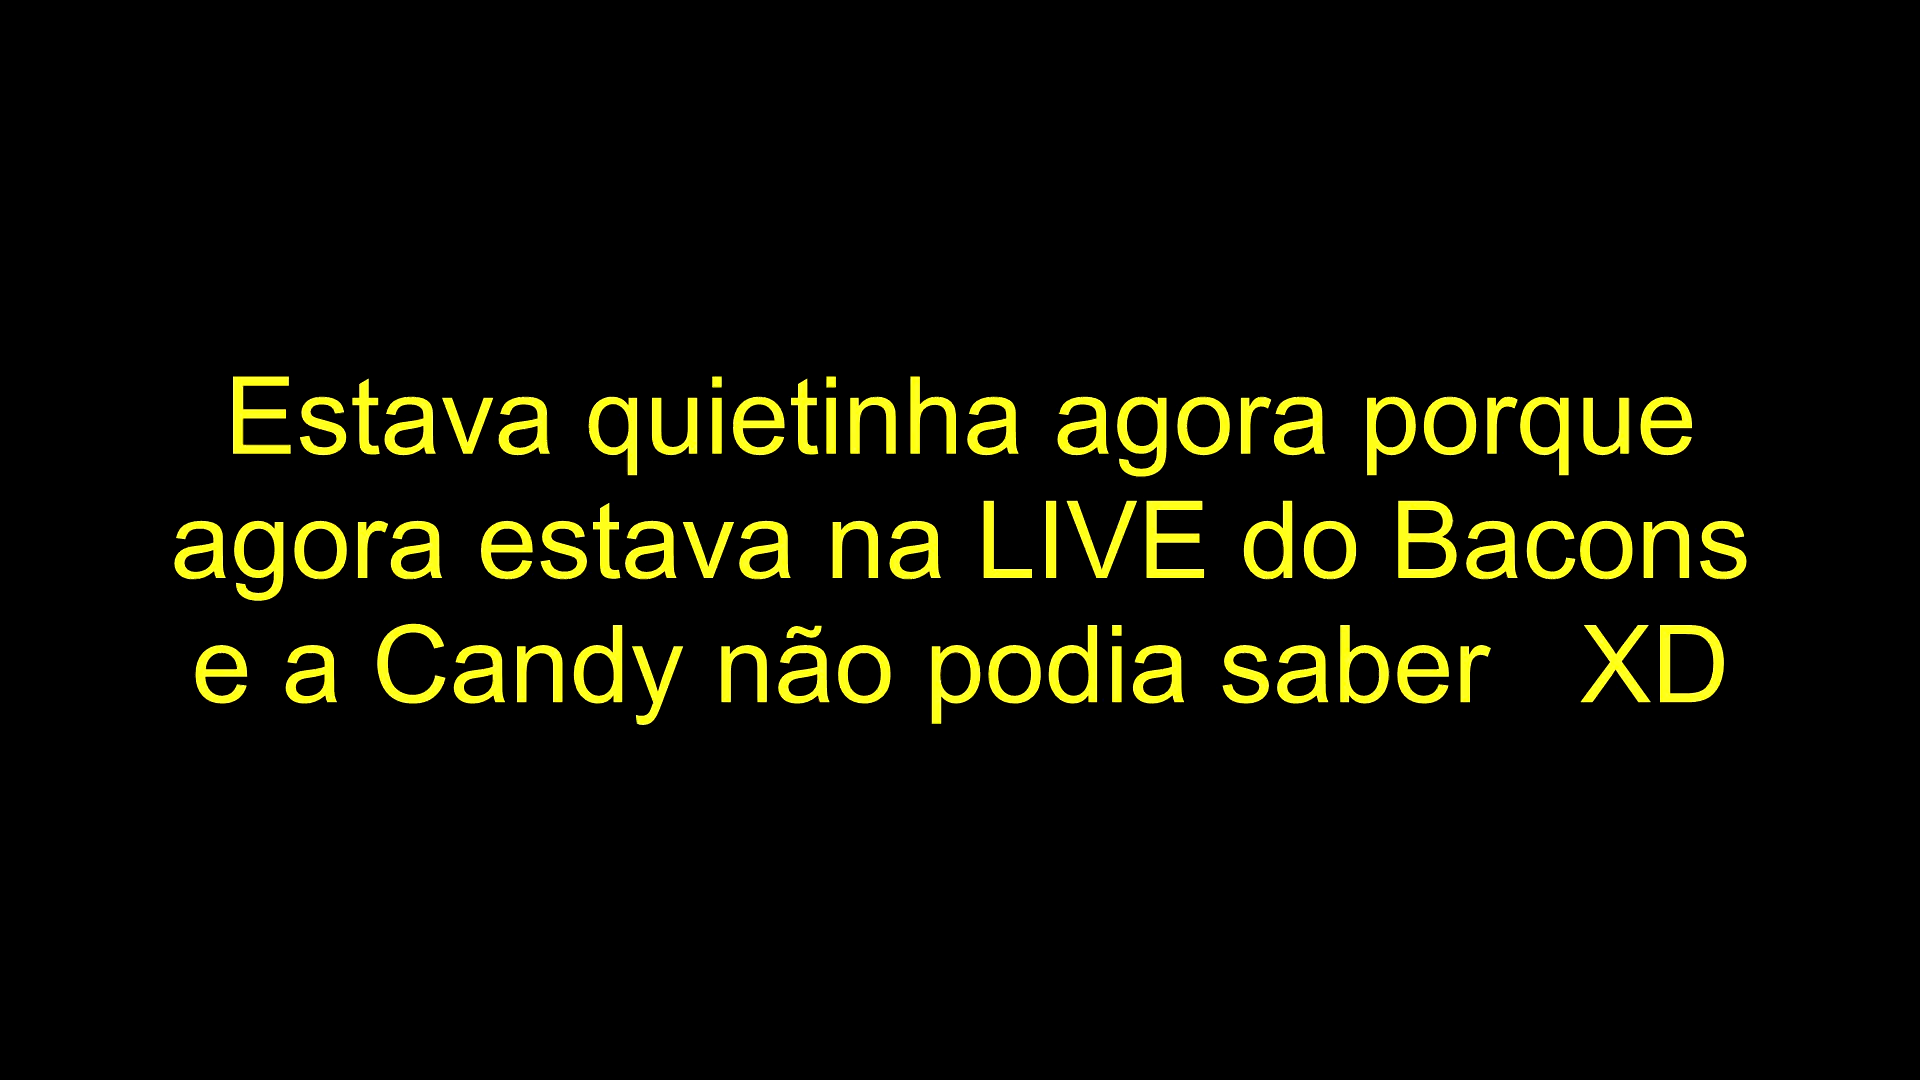 Estava quietinha agora porque
agora estava na LIVE do Bacons
e a Candy não podia saber   XD